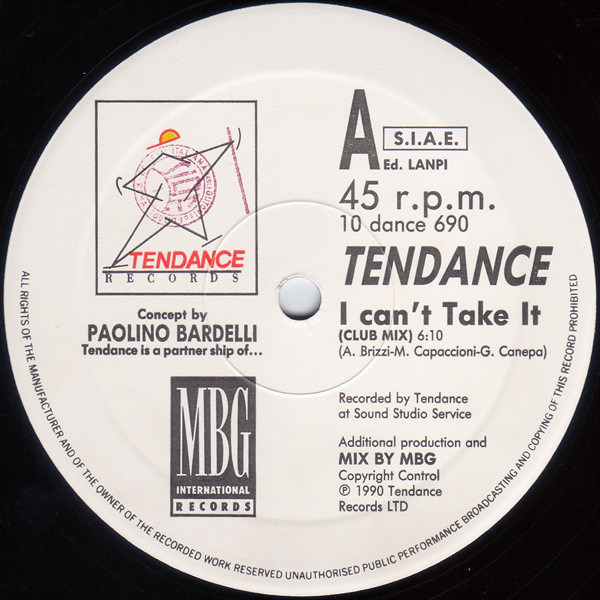 A
S.I.A.E.
Ed. LANPI
45 r.p.m.
10 dance 690
TENDANCE
RECORDS
TENDANCE
Concept by
PAOLINO BARDELLI
Tendance is a partner ship of...
I can't Take It
(CLUB MIX) 6:10
(A. Brizzi-M. Capaccioni-G. Canepa)
MBG
INTERNATIONAL
RECORDS
Recorded by Tendance
at Sound Studio Service
Additional production and
MIX BY MBG
Copyright Control
℗ 1990 Tendance
Records LTD
ALL RIGHTS OF THE MANUFACTURER AND OF THE OWNER OF THE RECORDED WORK RESERVED UNAUTHORISED PUBLIC PERFORMANCE BROADCASTING AND COPYING OF THIS RECORD PROHIBITED